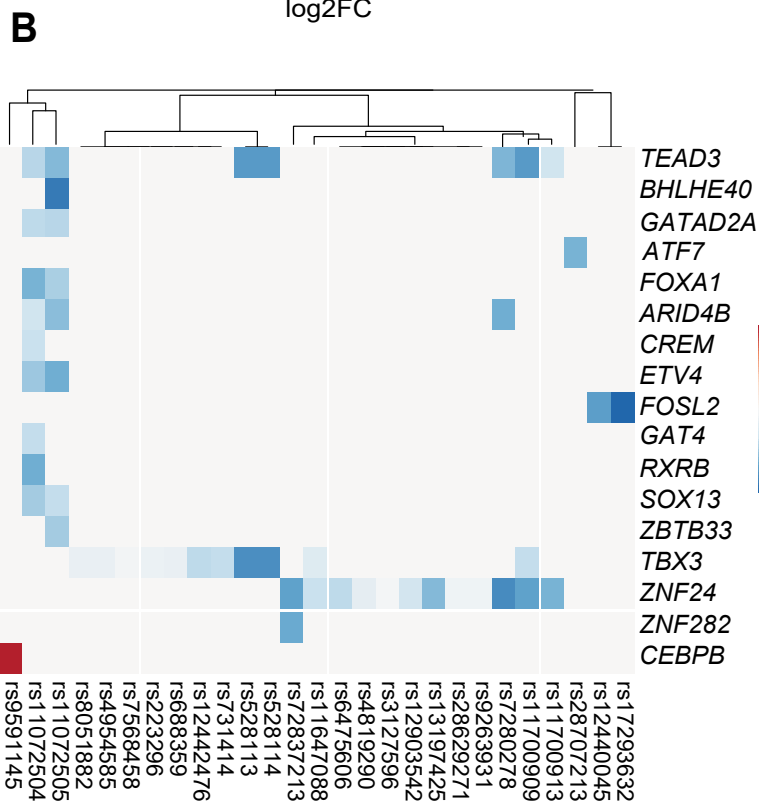 log2FC
B
TEAD3
BHLHE40
GATAD2A
ATF7
FOXA1
ARID4B
CREM
ETV4
FOSL2
GAT4
RXRB
SOX13
ZBTB33
TBX3
ZNF24
ZNF282
CEBPB
rs9591145
rs11072504
rs11072505
rs8051882
rs4954585
rs7568458
rs223296
rs688359
rs12442476
rs731414
rs528113
rs528114
rs72837213
rs11647088
rs6475606
rs4819290
rs3127596
rs12903542
rs13197425
rs28629271
rs9263931
rs7280278
rs11700909
rs11700913
rs28707213
rs12440045
rs17293632